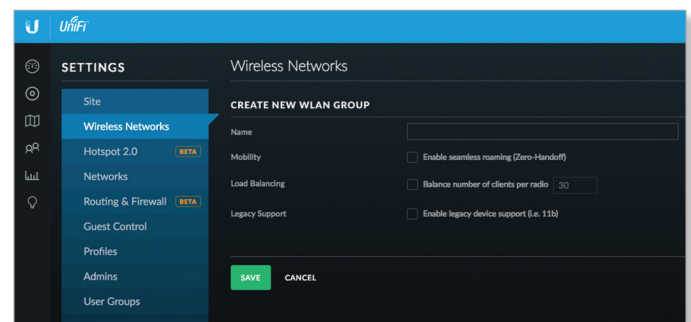 U UniFi
SETTINGS
Site
Wireless Networks
Hotspot 2.0 BETA
Networks
Routing & Firewall BETA
Guest Control
Profiles
Admins
User Groups
Wireless Networks
CREATE NEW WLAN GROUP
Name
Mobility Enable seamless roaming (Zero-Handoff)
Load Balancing Balance number of clients per radio 30
Legacy Support Enable legacy device support (i.e. 11b)
SAVE CANCEL